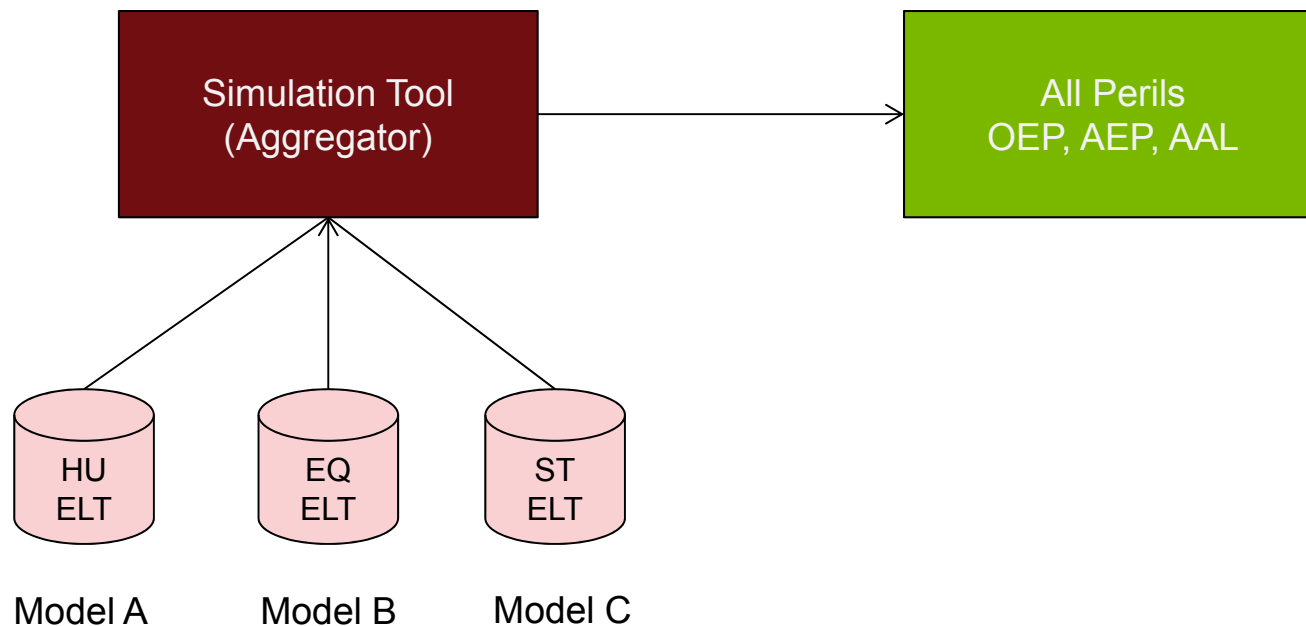 Simulation Tool
(Aggregator)
All Perils
OEP, AEP, AAL
HU
ELT
EQ
ELT
ST
ELT
Model A
Model B
Model C